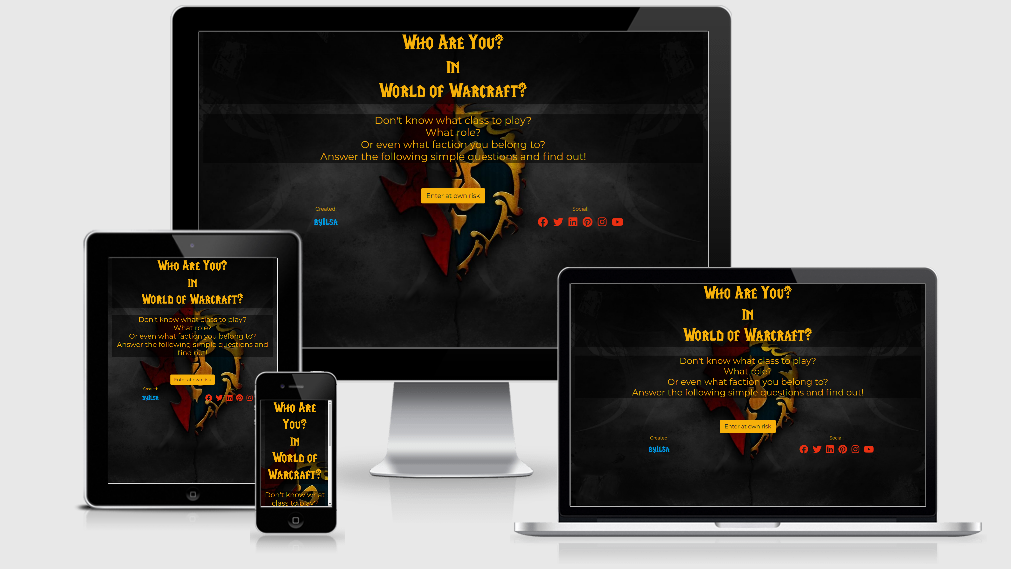 Who Are You?
In
World of Warcraft?
Don't know what class to play?
What role?
Or even what faction you belong to?
Answer the following simple questions and find out!
Enter at own risk
Created
Social
ByILSA
Who Are You?
In
World of Warcraft?
Don't know what class to play?
What role?
Or even what faction you belong to?
Answer the following simple questions and
find out!
Enter at own risk
Created
ByILSA
Who Are
You?
In
World of
Warcraft?
Don't know what
class to play?
Who Are You?
In
World of Warcraft?
Don't know what class to play?
What role?
Or even what faction you belong to?
Answer the following simple questions and find out!
Enter at own risk
Created
Social
ByILSA